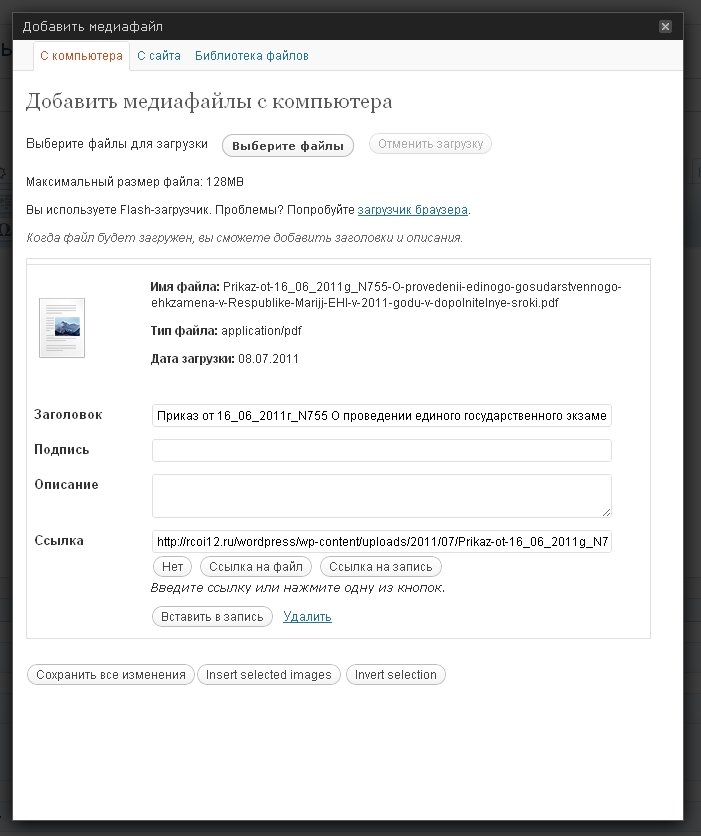 Добавить медиафайл
С компьютера С сайта Библиотека файлов
Добавить медиафайлы с компьютера
Выберите файлы для загрузки Выберите файлы Отменить загрузку
Максимальный размер файла: 128MB
Вы используете Flash-загрузчик. Проблемы? Попробуйте загрузчик браузера.
Когда файл будет загружен, вы сможете добавить заголовки и описания.
Имя файла: Prikaz-ot-16_06_2011g_N755-O-provedenii-edinogo-gosudarstvennogo-
ehkzamena-v-Respublike-Marijj-EHl-v-2011-godu-v-dopolnitelnye-sroki.pdf
Тип файла: application/pdf
Дата загрузки: 08.07.2011
Заголовок Приказ от 16_06_2011г_N755 О проведении единого государственного экзаме
Подпись
Описание
Ссылка http://rcoi12.ru/wordpress/wp-content/uploads/2011/07/Prikaz-ot-16_06_2011g_N7
Нет Ссылка на файл Ссылка на запись
Введите ссылку или нажмите одну из кнопок.
Вставить в запись Удалить
Сохранить все изменения Insert selected images Invert selection